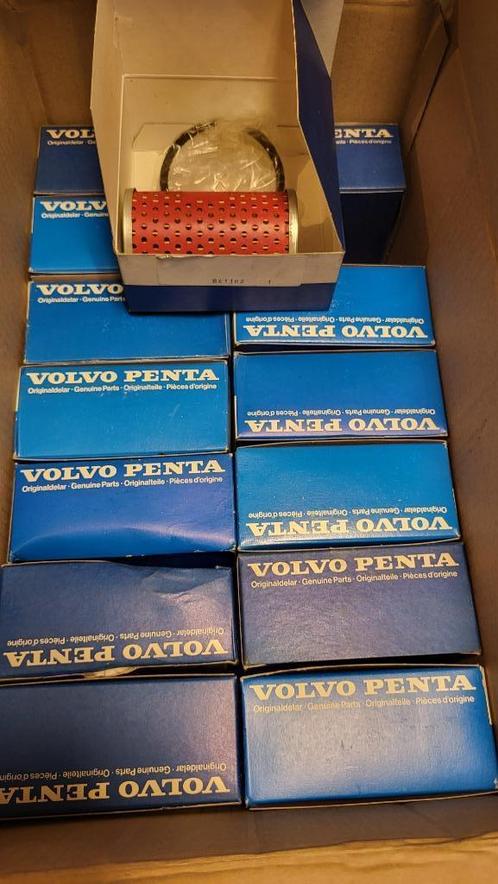 VOLVO
Originaldelar · Ge
PENTA
Pièces d'origine
VOLVO
Originaldelar · Genuine
VOLVO
Originaldelar · Genuine Parts
VOLVO PENTA
Originaldelar · Genuine Parts · Originalteile · Pièces d'origine
VOLVO PENTA
Originaldelar · Genuine Parts · Originalteile · Pièces d'origine
VOLVO PENTA
Originaldelar · Genuine Parts · Originalteile · Pièces d'origine
VOLVO PENTA
Originaldelar · Genuine Parts · Originalteile · Pièces d'origine
VOLVO PENTA
Originaldelar · Genuine Parts · Originalteile · Pièces d'origine
VOLVO PENTA
Originaldelar · Genuine Parts · Originalteile · Pièces d'origine
VOLVO PENTA
Originaldelar · Genuine Parts · Originalteile · Pièces d'origine
VOLVO PENTA
Originaldelar · Genuine Parts · Originalteile · Pièces d'origine
VOLVO PENTA
Originaldelar · Genuine Parts · Originalteile · Pièces d'origine